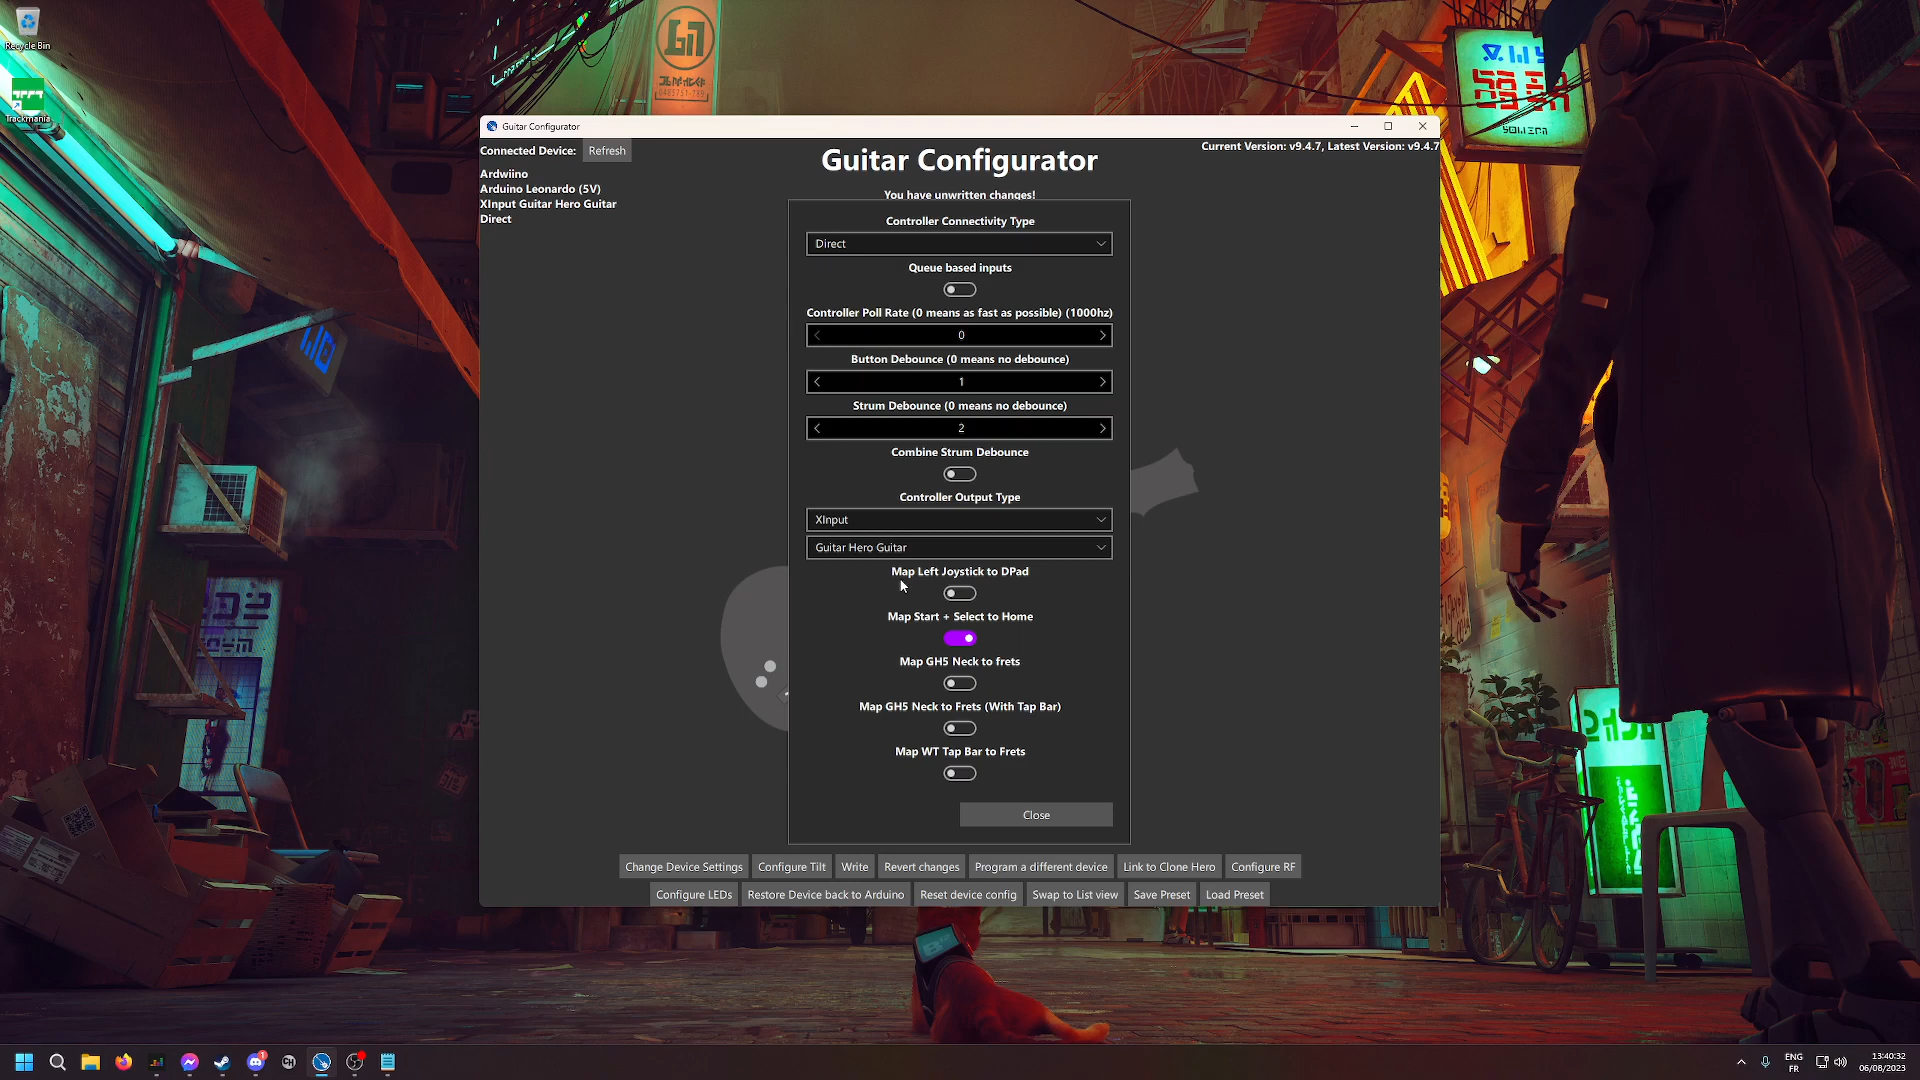 Recycle Bin
Trackmania
Guitar Configurator
Connected Device:
Refresh
Ardwiino
Arduino Leonardo (5V)
XInput Guitar Hero Guitar
Direct
Guitar Configurator
Current Version: v9.4.7, Latest Version: v9.4.7
You have unwritten changes!
Controller Connectivity Type
Direct
Queue based inputs
Controller Poll Rate (0 means as fast as possible) (1000hz)
0
Button Debounce (0 means no debounce)
1
Strum Debounce (0 means no debounce)
2
Combine Strum Debounce
Controller Output Type
XInput
Guitar Hero Guitar
Map Left Joystick to DPad
Map Start + Select to Home
Map GH5 Neck to frets
Map GH5 Neck to Frets (With Tap Bar)
Map WT Tap Bar to Frets
Close
Change Device Settings
Configure Tilt
Write
Revert changes
Program a different device
Link to Clone Hero
Configure RF
Configure LEDs
Restore Device back to Arduino
Reset device config
Swap to List view
Save Preset
Load Preset
CH
1
ENG
FR
13:40:32
06/08/2023